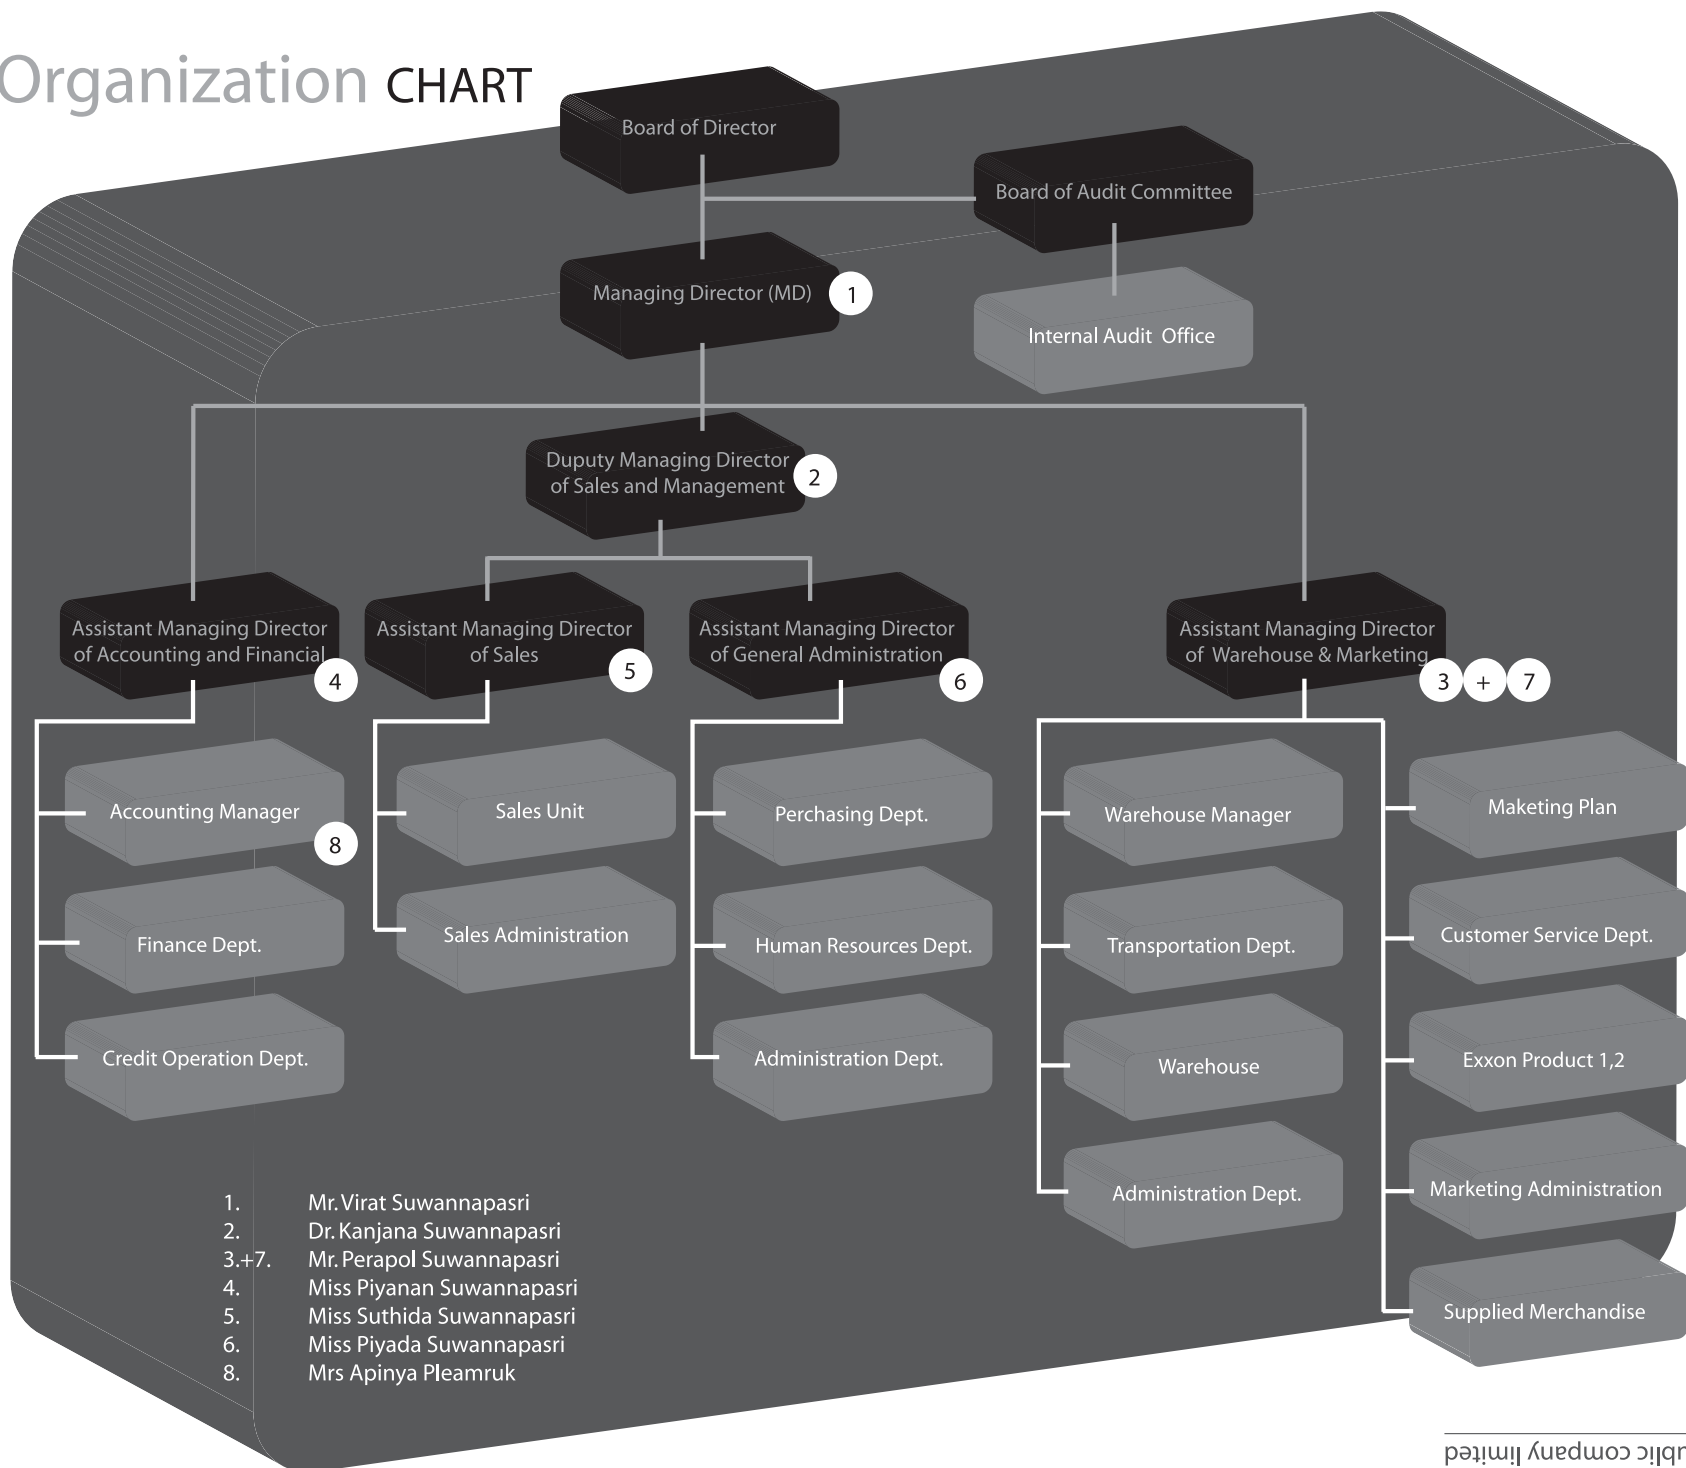 Organization CHART
Board of Director
Board of Audit Committee
Managing Director (MD)
1
Internal Audit Office
Duputy Managing Director
of Sales and Management
2
Assistant Managing Director
of Accounting and Financial
4
Assistant Managing Director
of Sales
5
Assistant Managing Director
of General Administration
6
Assistant Managing Director
of Warehouse & Marketing
3 + 7
Accounting Manager
8
Finance Dept.
Credit Operation Dept.
Sales Unit
Sales Administration
Perchasing Dept.
Human Resources Dept.
Administration Dept.
Warehouse Manager
Transportation Dept.
Warehouse
Administration Dept.
Maketing Plan
Customer Service Dept.
Exxon Product 1,2
Marketing Administration
Supplied Merchandise
1. Mr. Virat Suwannapasri
2. Dr. Kanjana Suwannapasri
3.+7. Mr. Perapol Suwannapasri
4. Miss Piyanan Suwannapasri
5. Miss Suthida Suwannapasri
6. Miss Piyada Suwannapasri
8. Mrs Apinya Pleamruk
company limited